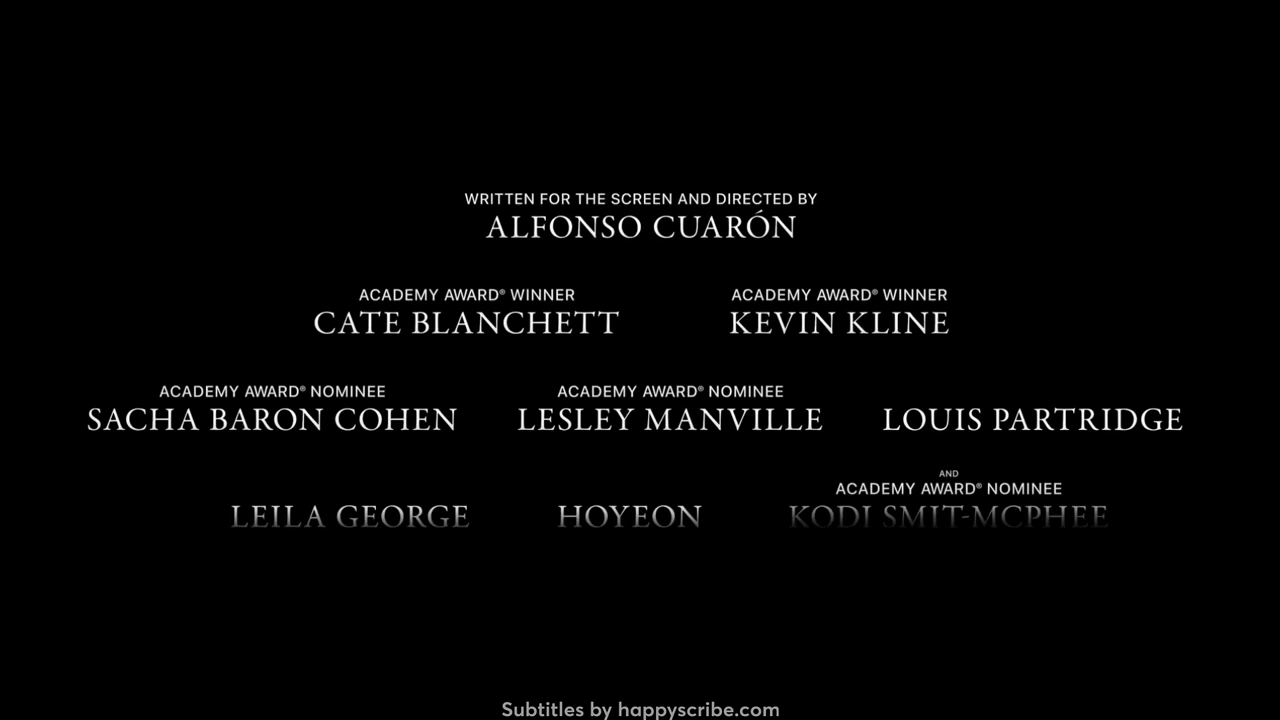 WRITTEN FOR THE SCREEN AND DIRECTED BY
ALFONSO CUARÓN
ACADEMY AWARD® WINNER
CATE BLANCHETT
ACADEMY AWARD® WINNER
KEVIN KLINE
ACADEMY AWARD® NOMINEE
SACHA BARON COHEN
ACADEMY AWARD® NOMINEE
LESLEY MANVILLE
LOUIS PARTRIDGE
LEILA GEORGE
HOYEON
AND
ACADEMY AWARD® NOMINEE
KODI SMIT-MCPHEE
Subtitles by happyscribe.com